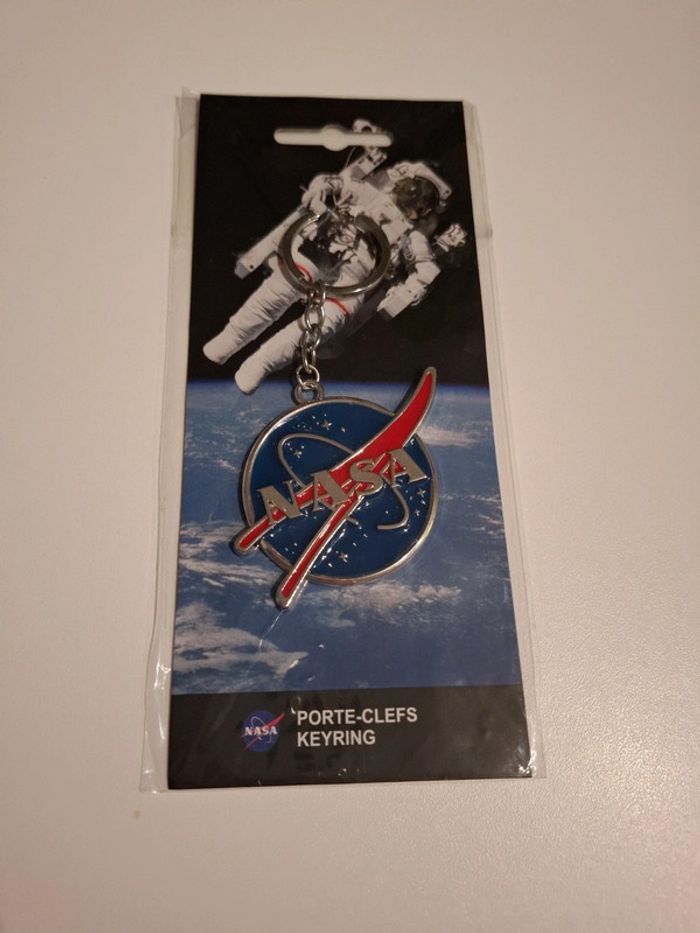 NASA
NASA
PORTE-CLEFS
KEYRING